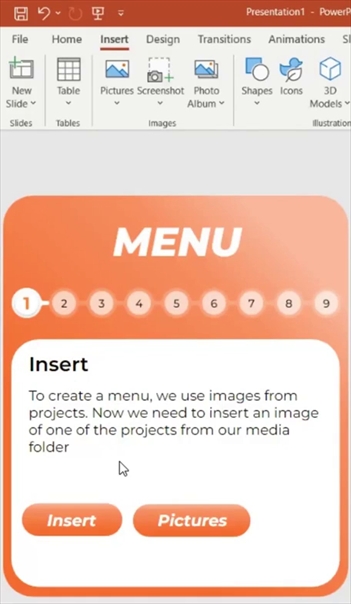 Presentation1 - PowerP
File Home Insert Design Transitions Animations Sl
New Slide
Table
Pictures
Screenshot
Photo Album
Shapes
Icons
3D Models
Slides
Tables
Images
Illustration
MENU
1 2 3 4 5 6 7 8 9
Insert
To create a menu, we use images from
projects. Now we need to insert an image
of one of the projects from our media
folder
Insert Pictures